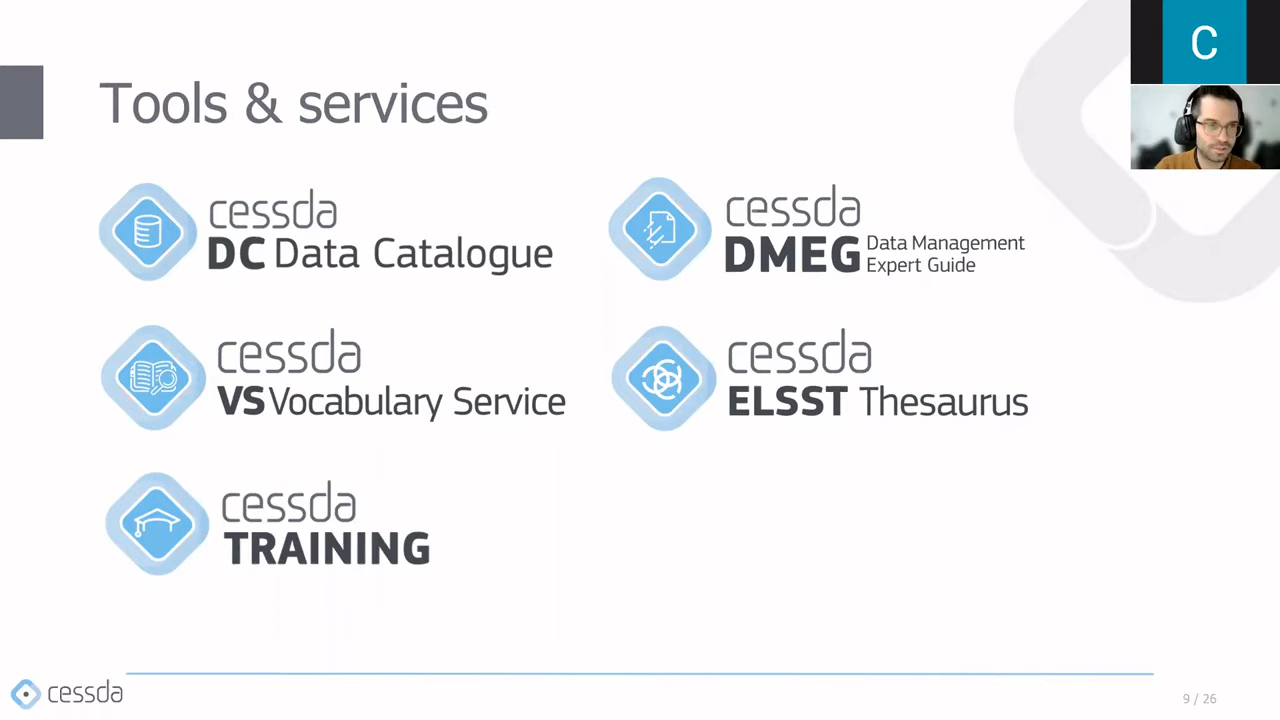 C
Tools & services
cessda
DC Data Catalogue
cessda
DMEG Data Management
Expert Guide
cessda
VS Vocabulary Service
cessda
ELSST Thesaurus
cessda
TRAINING
cessda
9 / 26